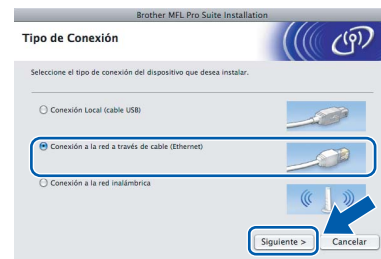 Brother MFL Pro Suite Installation
Tipo de Conexión
Seleccione el tipo de conexión del dispositivo que desea instalar.
Conexión Local (cable USB)
Conexión a la red a través de cable (Ethernet)
Conexión a la red inalámbrica
Siguiente > Cancelar